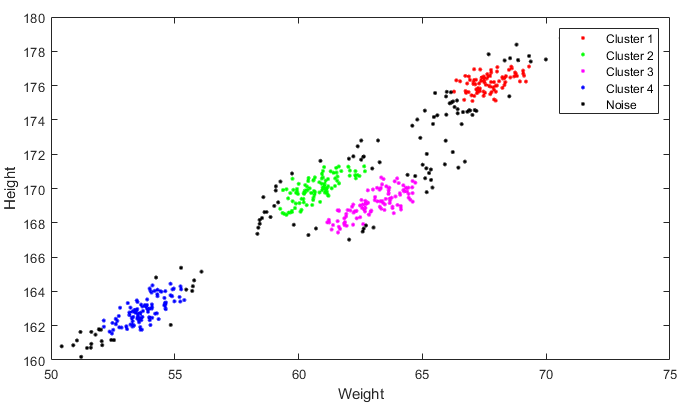 180
178
176
174
172
170
168
166
164
162
160
Height
50
55
60
65
70
75
Weight
Cluster 1
Cluster 2
Cluster 3
Cluster 4
Noise